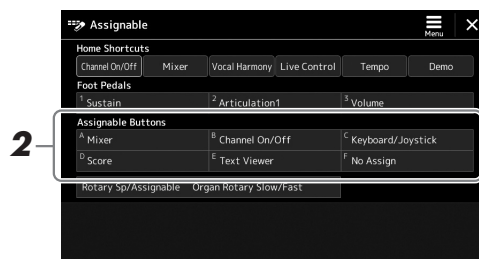 Assignable
Menu
Home Shortcuts
Channel On/Off Mixer Vocal Harmony Live Control Tempo Demo
Foot Pedals
1 Sustain 2 Articulation1 3 Volume
Assignable Buttons
2
A Mixer B Channel On/Off C Keyboard/Joystick
D Score E Text Viewer F No Assign
Rotary Sp/Assignable Organ Rotary Slow/Fast